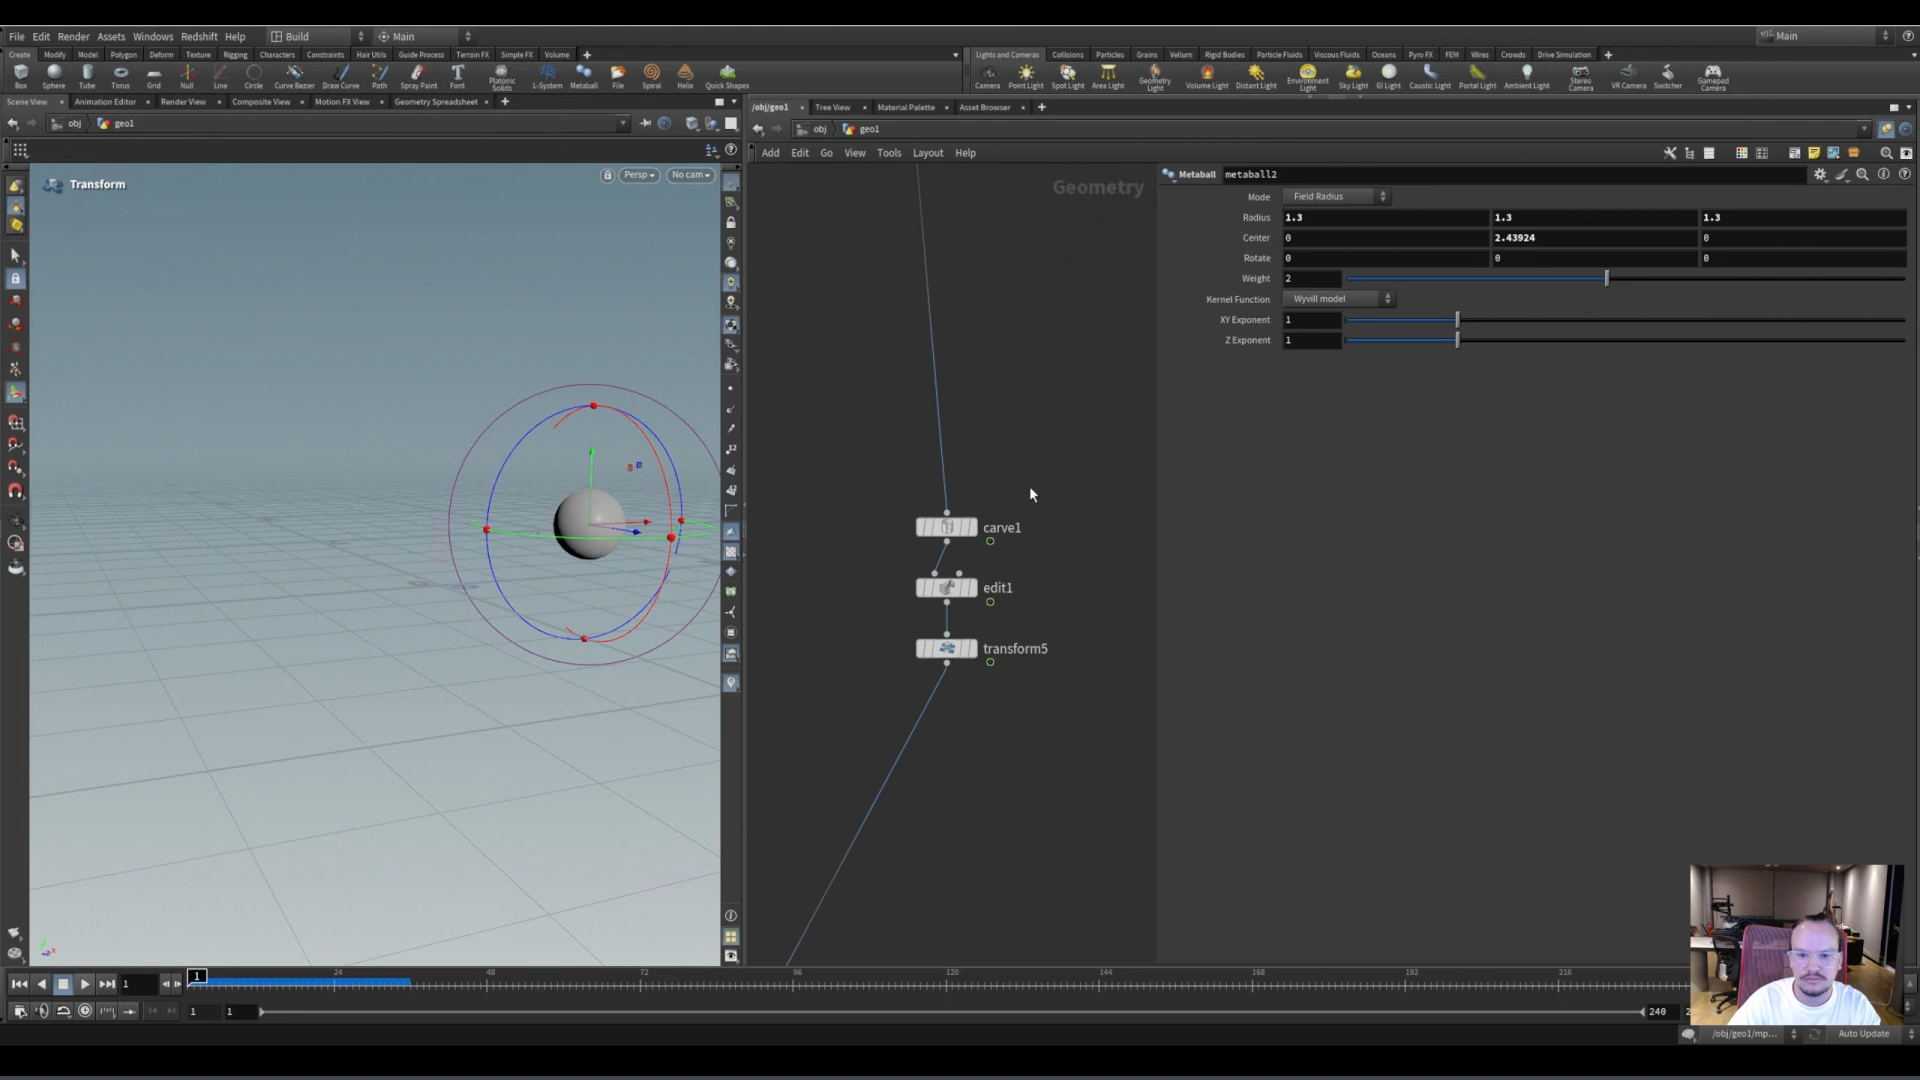 File Edit Render Assets Windows Redshift Help Build Main Main
Create Modify Model Polygon Deform Texture Rigging Characters Constraints Hair Utils Guide Process Terrain FX Simple FX Volume
Lights and Cameras Collisions Particles Grains Vellum Rigid Bodies Particle Fluids Viscous Fluids Oceans Pyro FX FEM Wires Crowds Drive Simulation
Box Sphere Tube Torus Grid Null Line Circle Curve Bezier Draw Curve Path Spray Paint Font Platonic Solids L-System Metaball File Spiral Helix Quick Shapes
Camera Point Light Spot Light Area Light Geometry Light Volume Light Distant Light Environment Light Sky Light GI Light Caustic Light Portal Light Ambient Light Stereo Camera VR Camera Switcher Gamepad Camera
Scene View Animation Editor Render View Composite View Motion FX View Geometry Spreadsheet
/obj/geo1 Tree View Material Palette Asset Browser
obj geo1
obj geo1
Add Edit Go View Tools Layout Help
Transform
Persp No cam
Geometry
Metaball metaball2
Mode Field Radius
Radius 1.3 1.3 1.3
Center 0 2.43924 0
Rotate 0 0 0
Weight 2
Kernel Function Wyvill model
XY Exponent 1
Z Exponent 1
carve1
edit1
transform5
1 1 24 48 72 96 120 144 168 192 216
1 1 240 2
/obj/geo1/mp... Auto Update